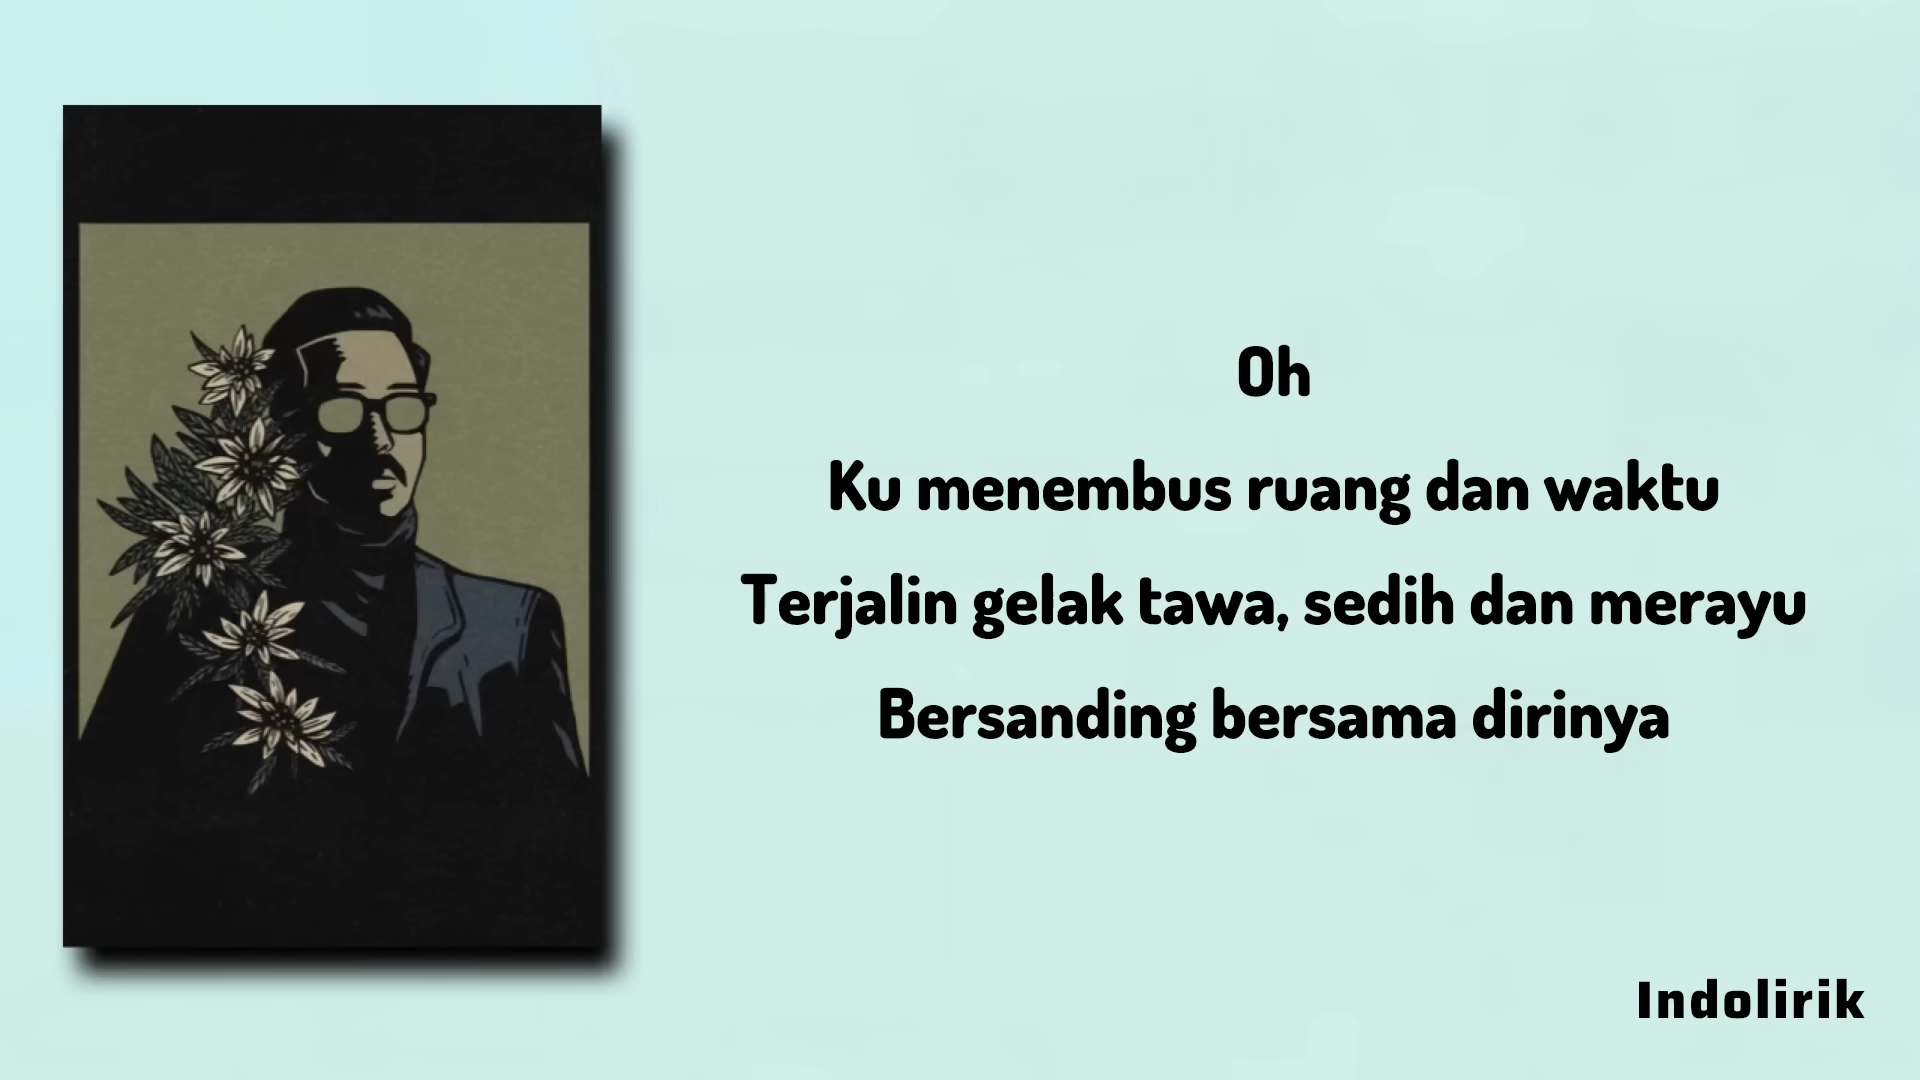 Oh
Ku menembus ruang dan waktu
Terjalin gelak tawa, sedih dan merayu
Bersanding bersama dirinya
Indolirik